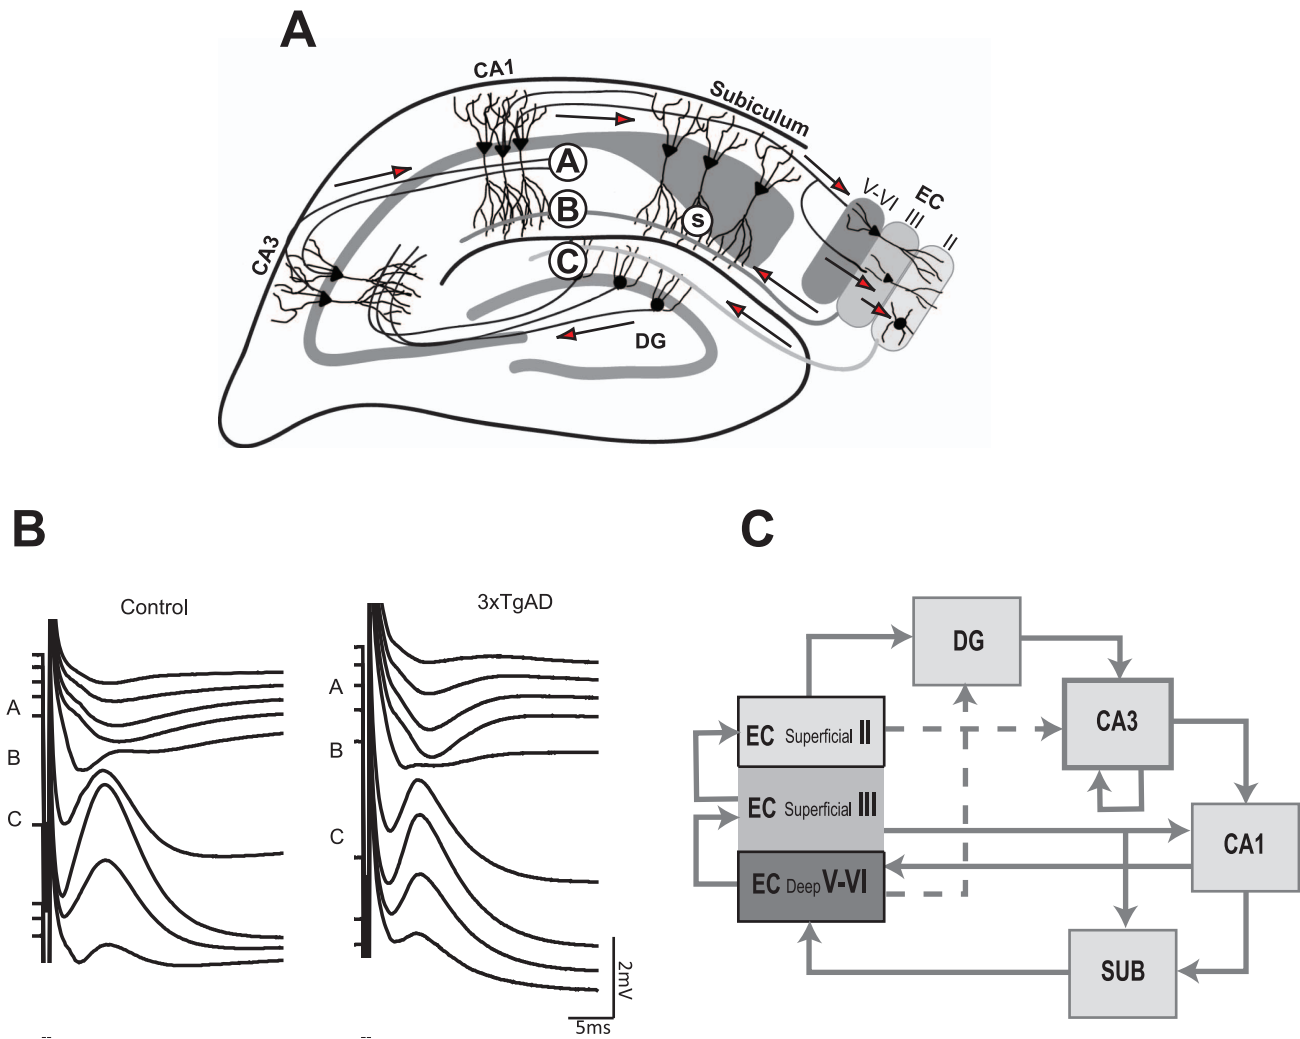 A
CA1
Subiculum
V-VI
EC
III
II
A
B
S
C
CA3
DG
B
C
Control
3xTgAD
A
B
C
A
B
C
2mV
5ms
DG
CA3
EC Superficial II
EC Superficial III
EC Deep V-VI
CA1
SUB